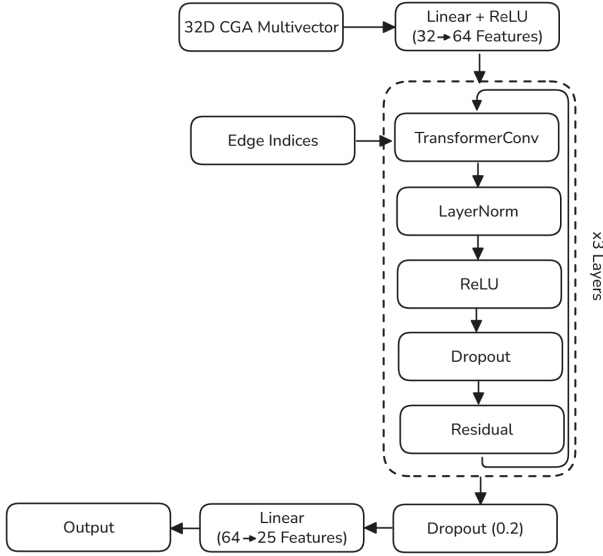 32D CGA Multivector
Linear + ReLU
(32→64 Features)
Edge Indices
TransformerConv
LayerNorm
ReLU
Dropout
Residual
x3 Layers
Dropout (0.2)
Linear
(64→25 Features)
Output